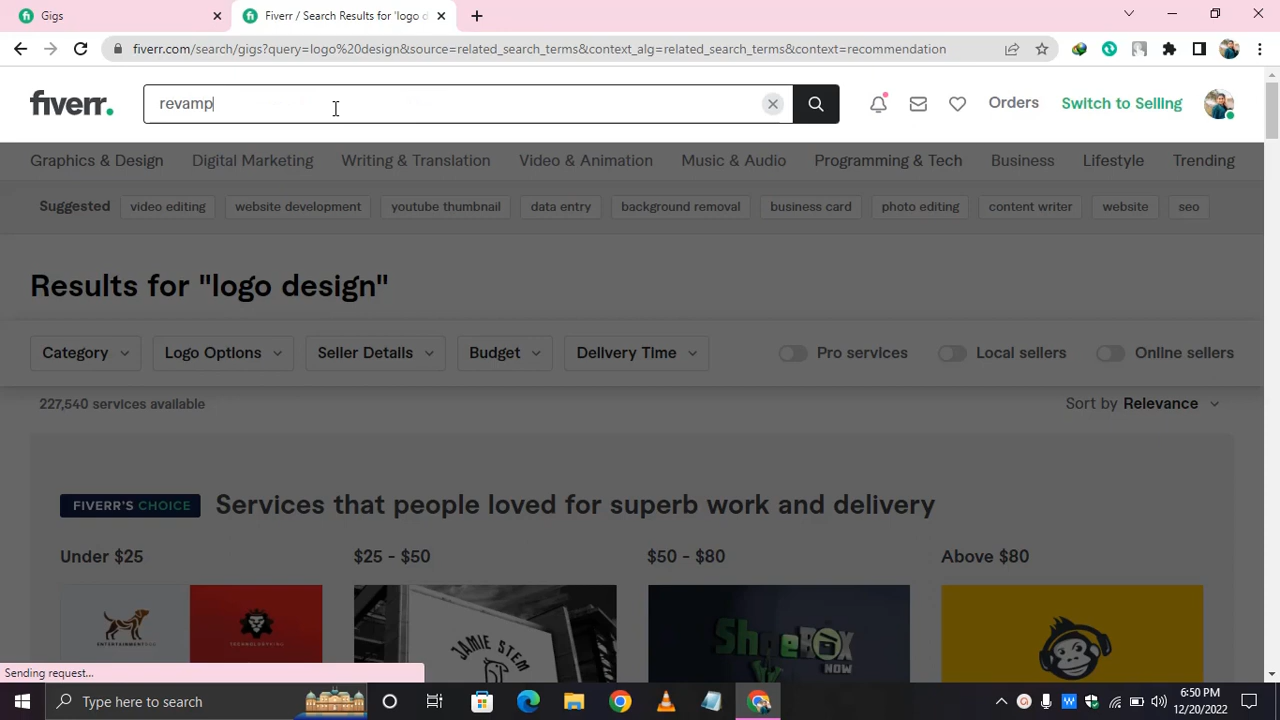 Gigs
Fiverr / Search Results for 'logo d
fiverr.com/search/gigs?query=logo%20design&source=related_search_terms&context_alg=related_search_terms&context=recommendation
fiverr.
revamp
Orders
Switch to Selling
Graphics & Design
Digital Marketing
Writing & Translation
Video & Animation
Music & Audio
Programming & Tech
Business
Lifestyle
Trending
Suggested
video editing
website development
youtube thumbnail
data entry
background removal
business card
photo editing
content writer
website
seo
Results for "logo design"
Category
Logo Options
Seller Details
Budget
Delivery Time
Pro services
Local sellers
Online sellers
227,540 services available
Sort by Relevance
FIVERR'S CHOICE
Services that people loved for superb work and delivery
Under $25
$25 - $50
$50 - $80
Above $80
JAMIE STEM
ShoeBOX
NOW
Sending request...
Type here to search
6:50 PM
12/20/2022